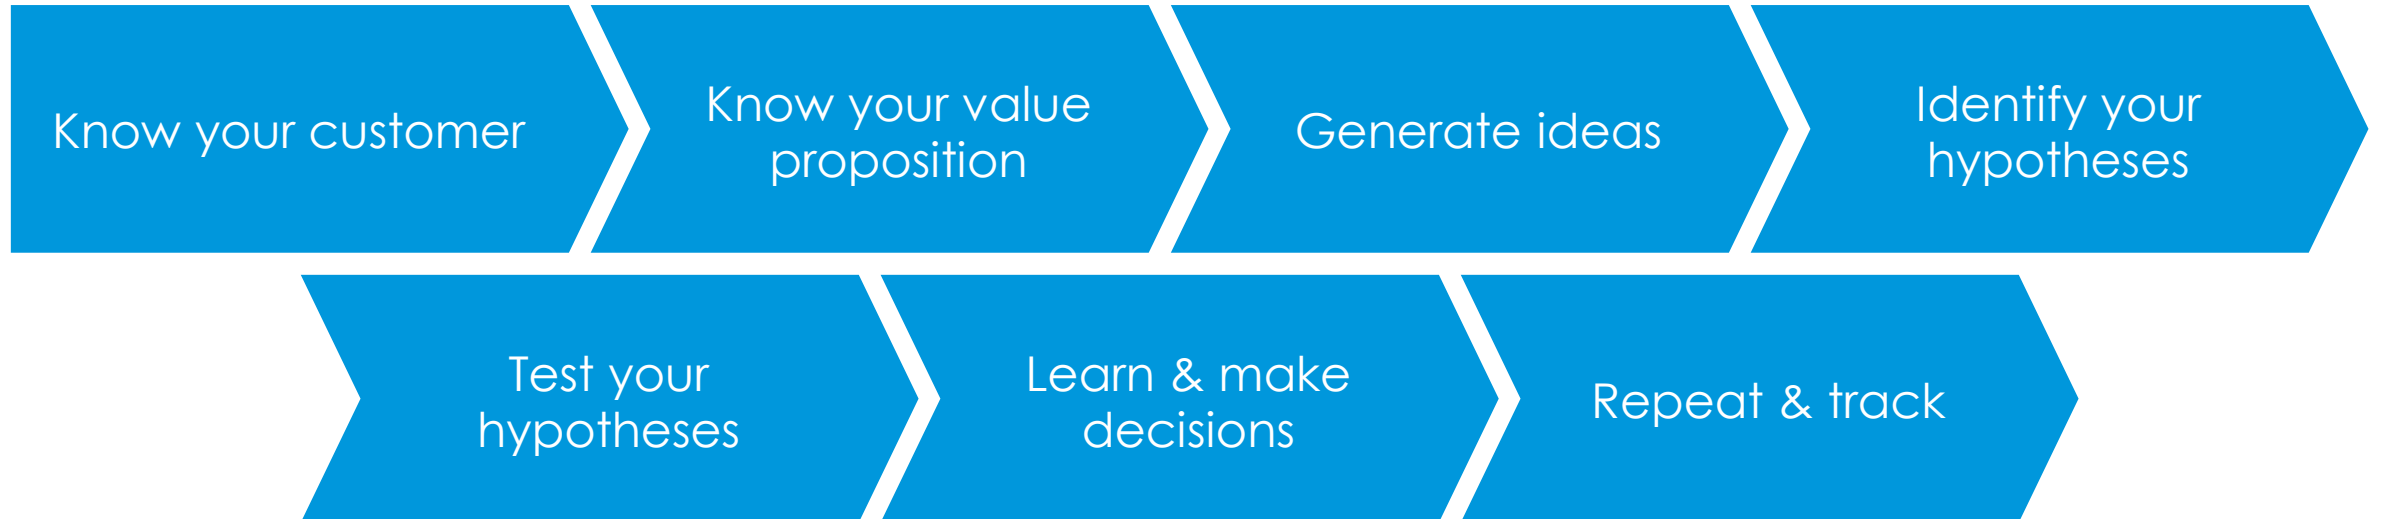 Know your customer
Know your value
proposition
Generate ideas
Identify your
hypotheses
Test your
hypotheses
Learn & make
decisions
Repeat & track